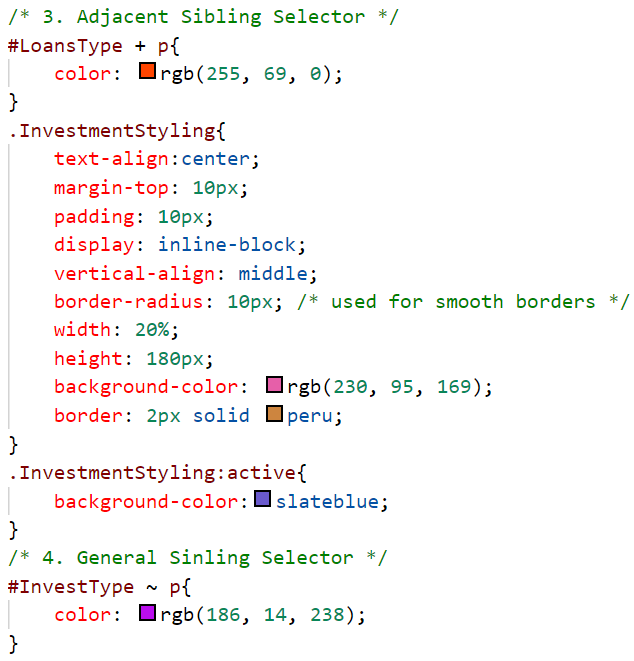 /* 3. Adjacent Sibling Selector */
#LoansType + p{
    color: rgb(255, 69, 0);
}
.InvestmentStyling{
    text-align:center;
    margin-top: 10px;
    padding: 10px;
    display: inline-block;
    vertical-align: middle;
    border-radius: 10px; /* used for smooth borders */
    width: 20%;
    height: 180px;
    background-color: rgb(230, 95, 169);
    border: 2px solid peru;
}
.InvestmentStyling:active{
    background-color:slateblue;
}
/* 4. General Sinling Selector */
#InvestType ~ p{
    color: rgb(186, 14, 238);
}